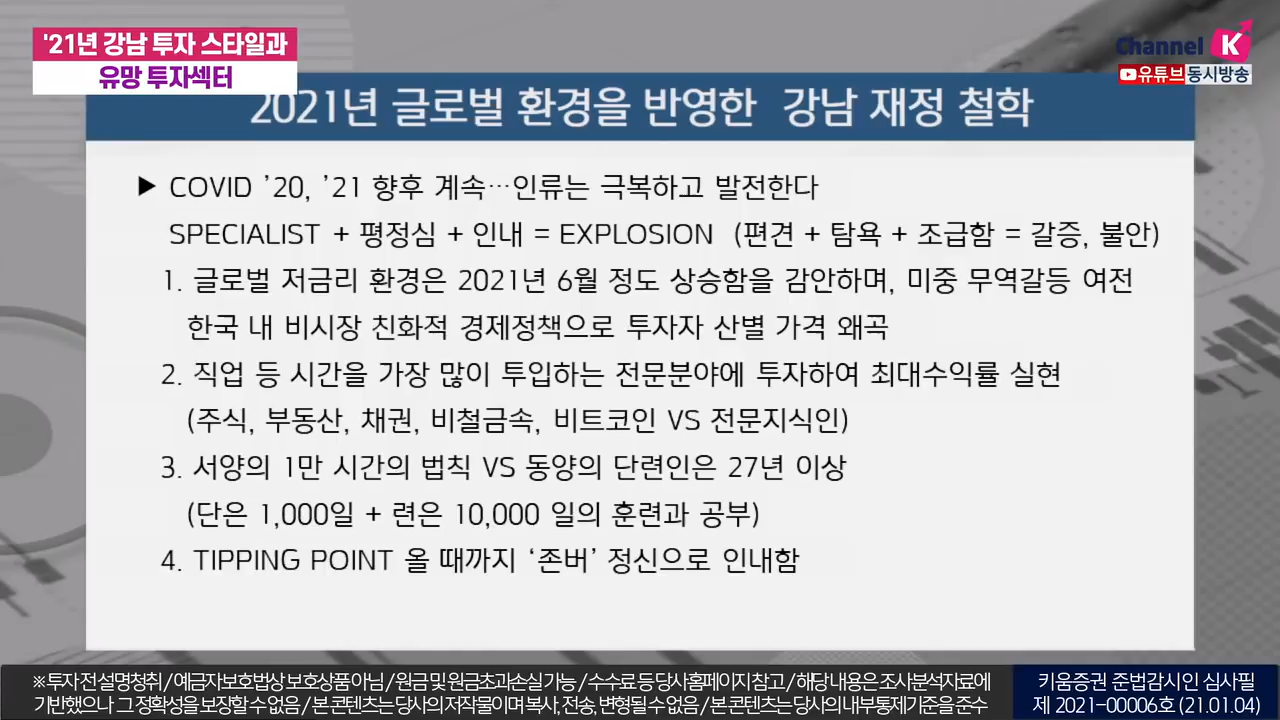 '21년 강남 투자 스타일과
유망 투자섹터
Channel K
유튜브동시방송
2021년 글로벌 환경을 반영한 강남 재정 철학
▶ COVID ’20, ’21 향후 계속…인류는 극복하고 발전한다
SPECIALIST + 평정심 + 인내 = EXPLOSION (편견 + 탐욕 + 조급함 = 갈증, 불안)
1. 글로벌 저금리 환경은 2021년 6월 정도 상승함을 감안하며, 미중 무역갈등 여전
한국 내 비시장 친화적 경제정책으로 투자자 산별 가격 왜곡
2. 직업 등 시간을 가장 많이 투입하는 전문분야에 투자하여 최대수익률 실현
(주식, 부동산, 채권, 비철금속, 비트코인 VS 전문지식인)
3. 서양의 1만 시간의 법칙 VS 동양의 단련인은 27년 이상
(단은 1,000일 + 련은 10,000 일의 훈련과 공부)
4. TIPPING POINT 올 때까지 ‘존버’ 정신으로 인내함
※ 투자 전 설명청취 / 예금자보호법상 보호상품 아님 / 원금 및 원금초과손실 가능 / 수수료 등 당사홈페이지 참고 / 해당 내용은 조사분석자료에
기반했으나 그 정확성을 보장할 수 없음 / 본 콘텐츠는 당사의 저작물이며 복사, 전송, 변형될 수 없음 / 본 콘텐츠는 당사의 내부통제기준을 준수
키움증권 준법감시인 심사필
제 2021-00006호 (21.01.04)